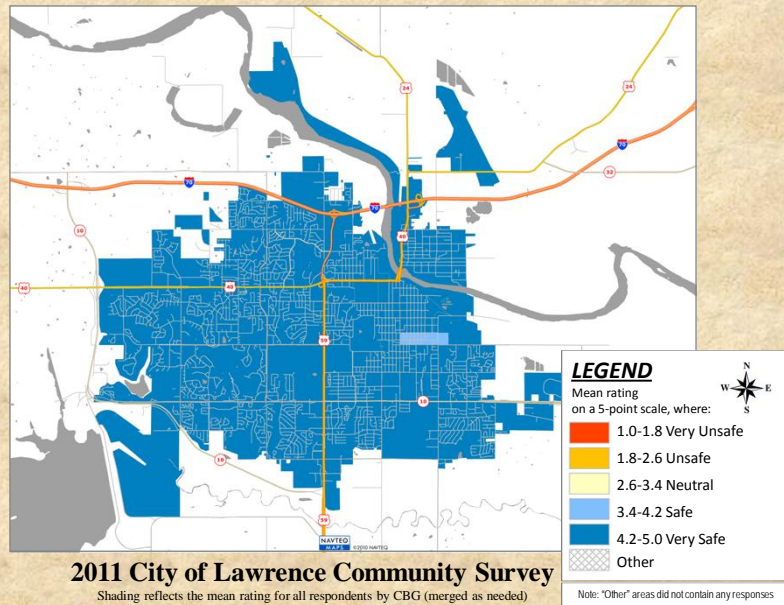 24
24
70
32
70
70
10
40
40
40
59
10
10
59
NAVTEQ
MAPS
©2010 NAVTEQ
LEGEND
Mean rating
on a 5-point scale, where:
N
W E
S
1.0-1.8 Very Unsafe
1.8-2.6 Unsafe
2.6-3.4 Neutral
3.4-4.2 Safe
4.2-5.0 Very Safe
Other
2011 City of Lawrence Community Survey
Shading reflects the mean rating for all respondents by CBG (merged as needed)
Note: "Other" areas did not contain any responses